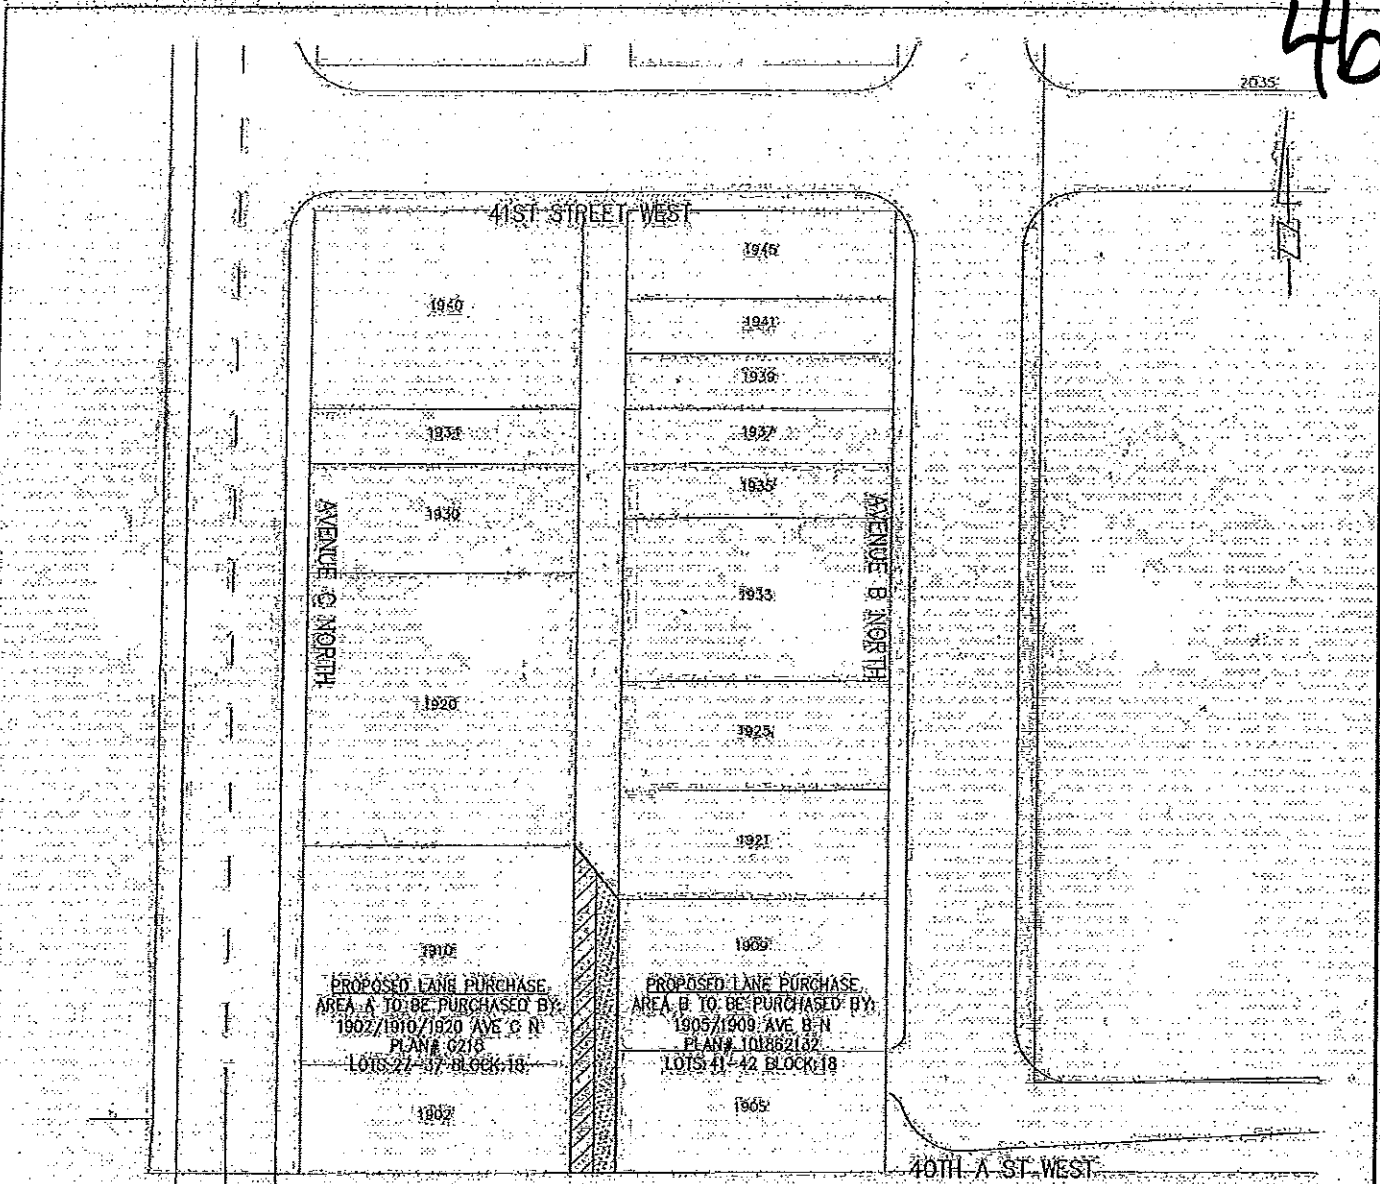 46
2035
41ST STREET WEST
1945
1940
1941
1939
1937
1935
1930
AVENUE C NORTH
AVENUE B NORTH
1933
1920
1925
1921
1910
1909
PROPOSED LANE PURCHASE
AREA A TO BE PURCHASED BY:
1902/1910/1920 AVE C N
PLAN# G218
LOTS:27-37 BLOCK:18
PROPOSED LANE PURCHASE
AREA B TO BE PURCHASED BY:
1905/1909 AVE B N
PLAN# 101862132
LOTS:41-42 BLOCK:18
1902
1905
40TH A ST WEST